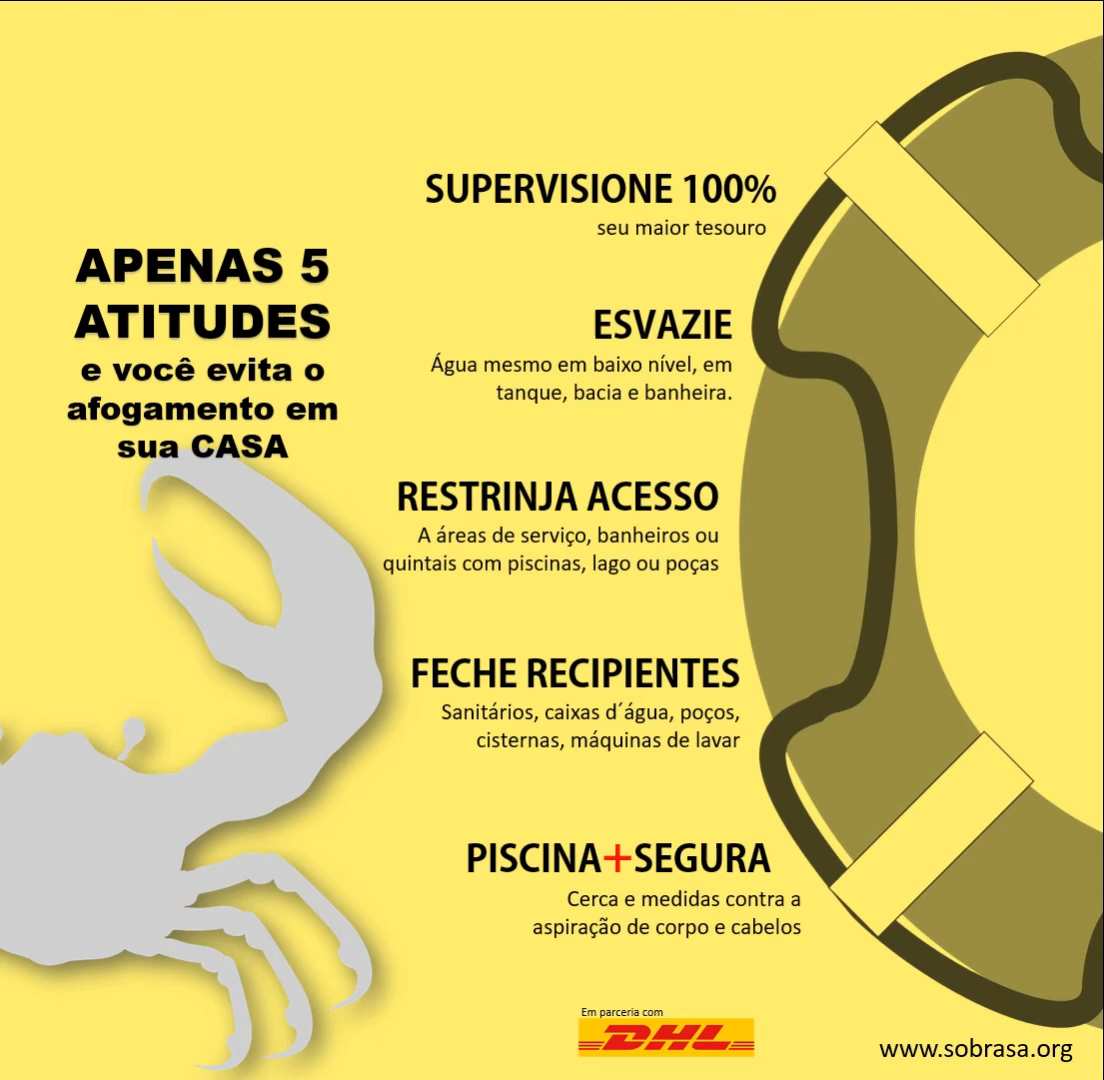 APENAS 5
ATITUDES
e você evita o
afogamento em
sua CASA
SUPERVISIONE 100%
seu maior tesouro
ESVAZIE
Água mesmo em baixo nível, em
tanque, bacia e banheira.
RESTRINJA ACESSO
A áreas de serviço, banheiros ou
quintais com piscinas, lago ou poças
FECHE RECIPIENTES
Sanitários, caixas d´água, poços,
cisternas, máquinas de lavar
PISCINA+SEGURA
Cerca e medidas contra a
aspiração de corpo e cabelos
Em parceria com
DHL
www.sobrasa.org